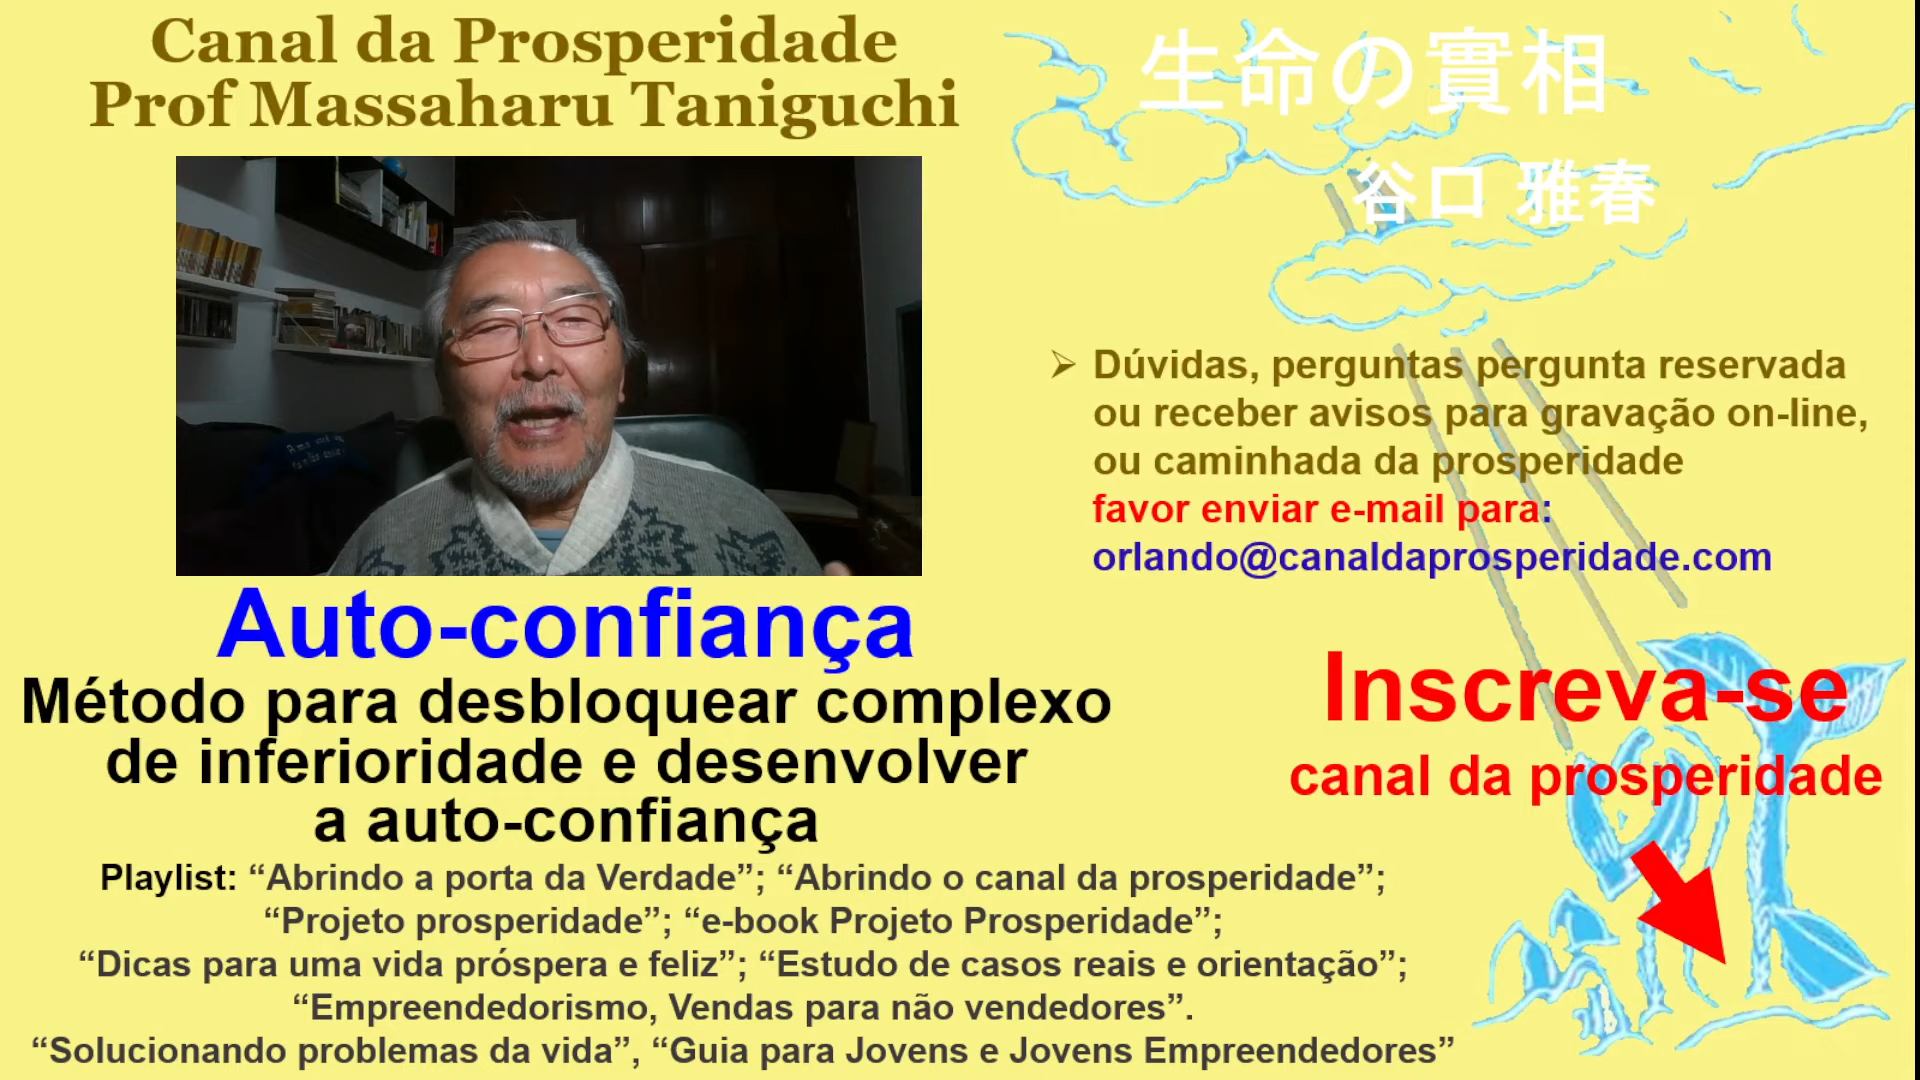 Canal da Prosperidade
Prof Massaharu Taniguchi
生命の實相
谷口 雅春
➢ Dúvidas, perguntas pergunta reservada
ou receber avisos para gravação on-line,
ou caminhada da prosperidade
favor enviar e-mail para:
orlando@canaldaprosperidade.com
Auto-confiança
Método para desbloquear complexo
de inferioridade e desenvolver
a auto-confiança
Inscreva-se
canal da prosperidade
Playlist: “Abrindo a porta da Verdade”; “Abrindo o canal da prosperidade”;
“Projeto prosperidade”; “e-book Projeto Prosperidade”;
“Dicas para uma vida próspera e feliz”; “Estudo de casos reais e orientação”;
“Empreendedorismo, Vendas para não vendedores”.
“Solucionando problemas da vida”, “Guia para Jovens e Jovens Empreendedores”